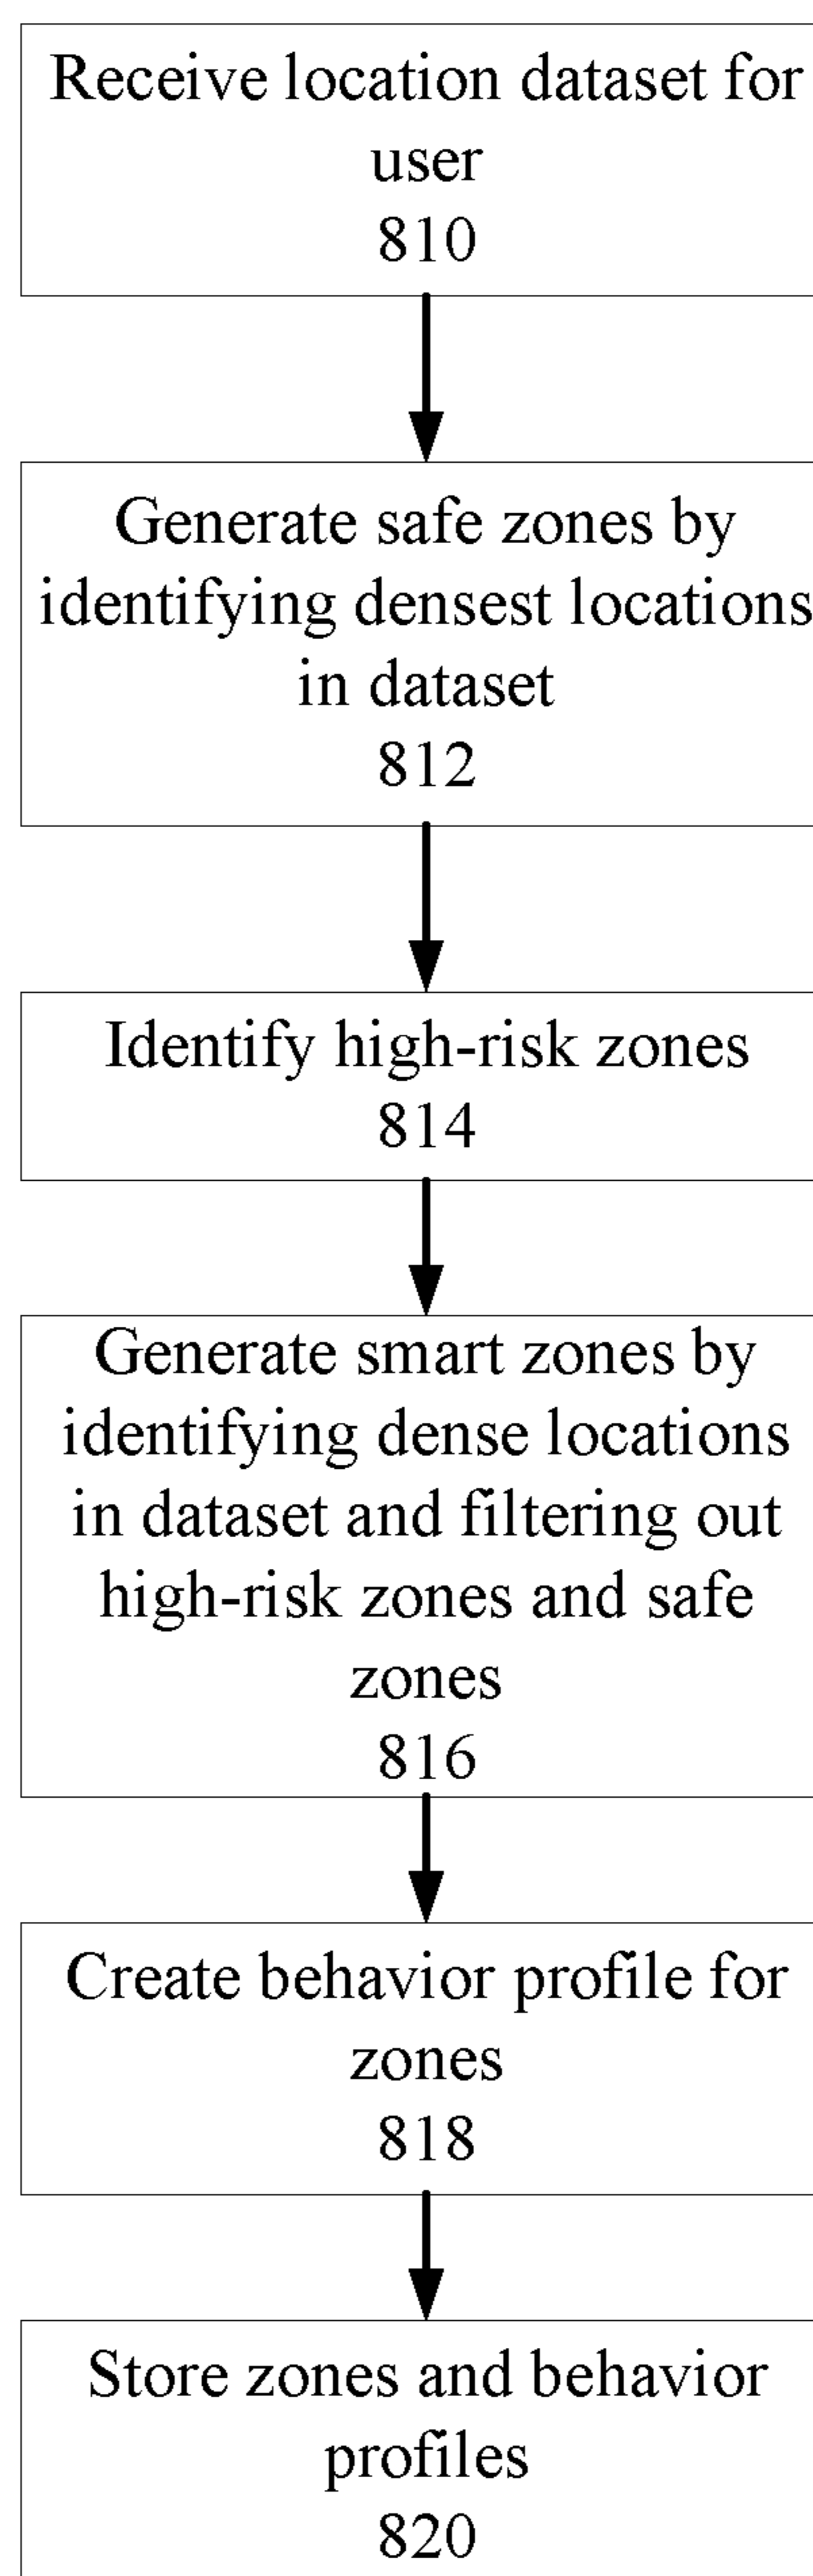 Receive location dataset for
user
810
Generate safe zones by
identifying densest locations
in dataset
812
Identify high-risk zones
814
Generate smart zones by
identifying dense locations
in dataset and filtering out
high-risk zones and safe
zones
816
Create behavior profile for
zones
818
Store zones and behavior
profiles
820